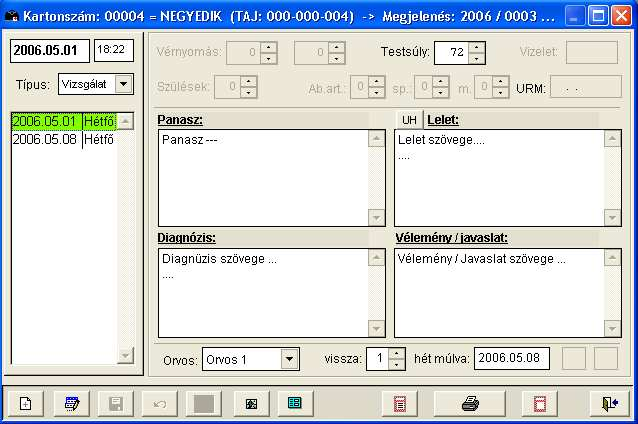 Kartonszám: 00004 = NEGYEDIK (TAJ: 000-000-004) -> Megjelenés: 2006 / 0003 ...
2006.05.01 18:22
Vérnyomás: 0 0 Testsúly: 72 Vizelet:
Típus: Vizsgálat
Szülések: 0 Ab.art.: 0 sp.: 0 m. 0 URM: . .
2006.05.01 Hétfő
2006.05.08 Hétfő
Panasz:
Panasz ---
UH Lelet:
Lelet szövege....
....
Diagnózis:
Diagnüzis szövege ...
....
Vélemény / javaslat:
Vélemény / Javaslat szövege ...
Orvos: Orvos 1 vissza: 1 hét múlva: 2006.05.08